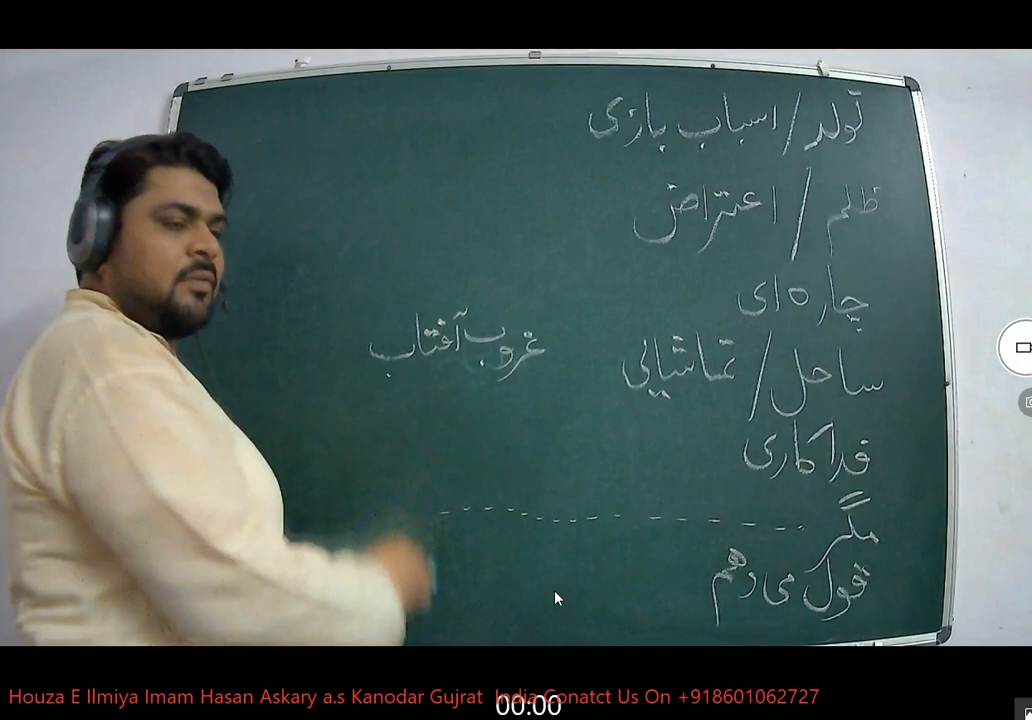 تولد / اسباب بازی
ظلم / اعتراض
چاره ای
ساحل / تماشایی
غروب آفتاب
فداکاری
مگر
قول می دهم
Houza E Ilmiya Imam Hasan Askary a.s Kanodar Gujrat India Conatct Us On +918601062727
00:00